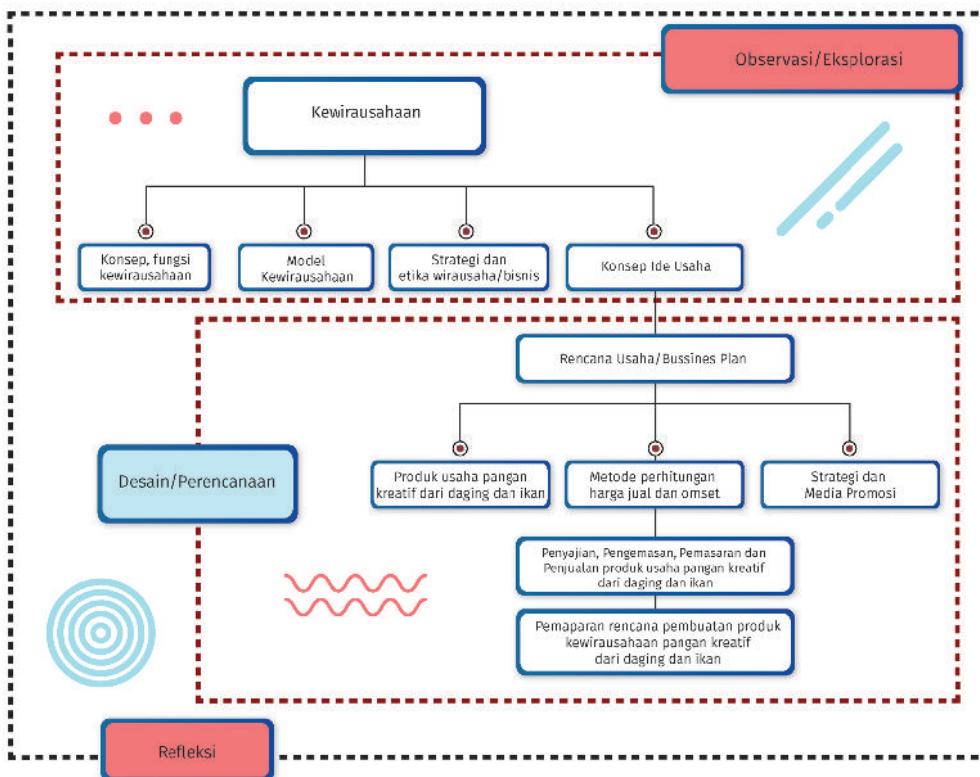 Observasi/Eksplorasi
Kewirausahaan
Konsep, fungsi
kewirausahaan
Model
Kewirausahaan
Strategi dan
etika wirausaha/bisnis
Konsep Ide Usaha
Rencana Usaha/Bussines Plan
Desain/Perencanaan
Produk usaha pangan
kreatif dari daging dan ikan
Metode perhitungan
harga jual dan omset
Strategi dan
Media Promosi
Penyajian, Pengemasan, Pemasaran dan
Penjualan produk usaha pangan kreatif
dari daging dan ikan
Pemaparan rencana pembuatan produk
kewirausahaan pangan kreatif
dari daging dan ikan
Refleksi